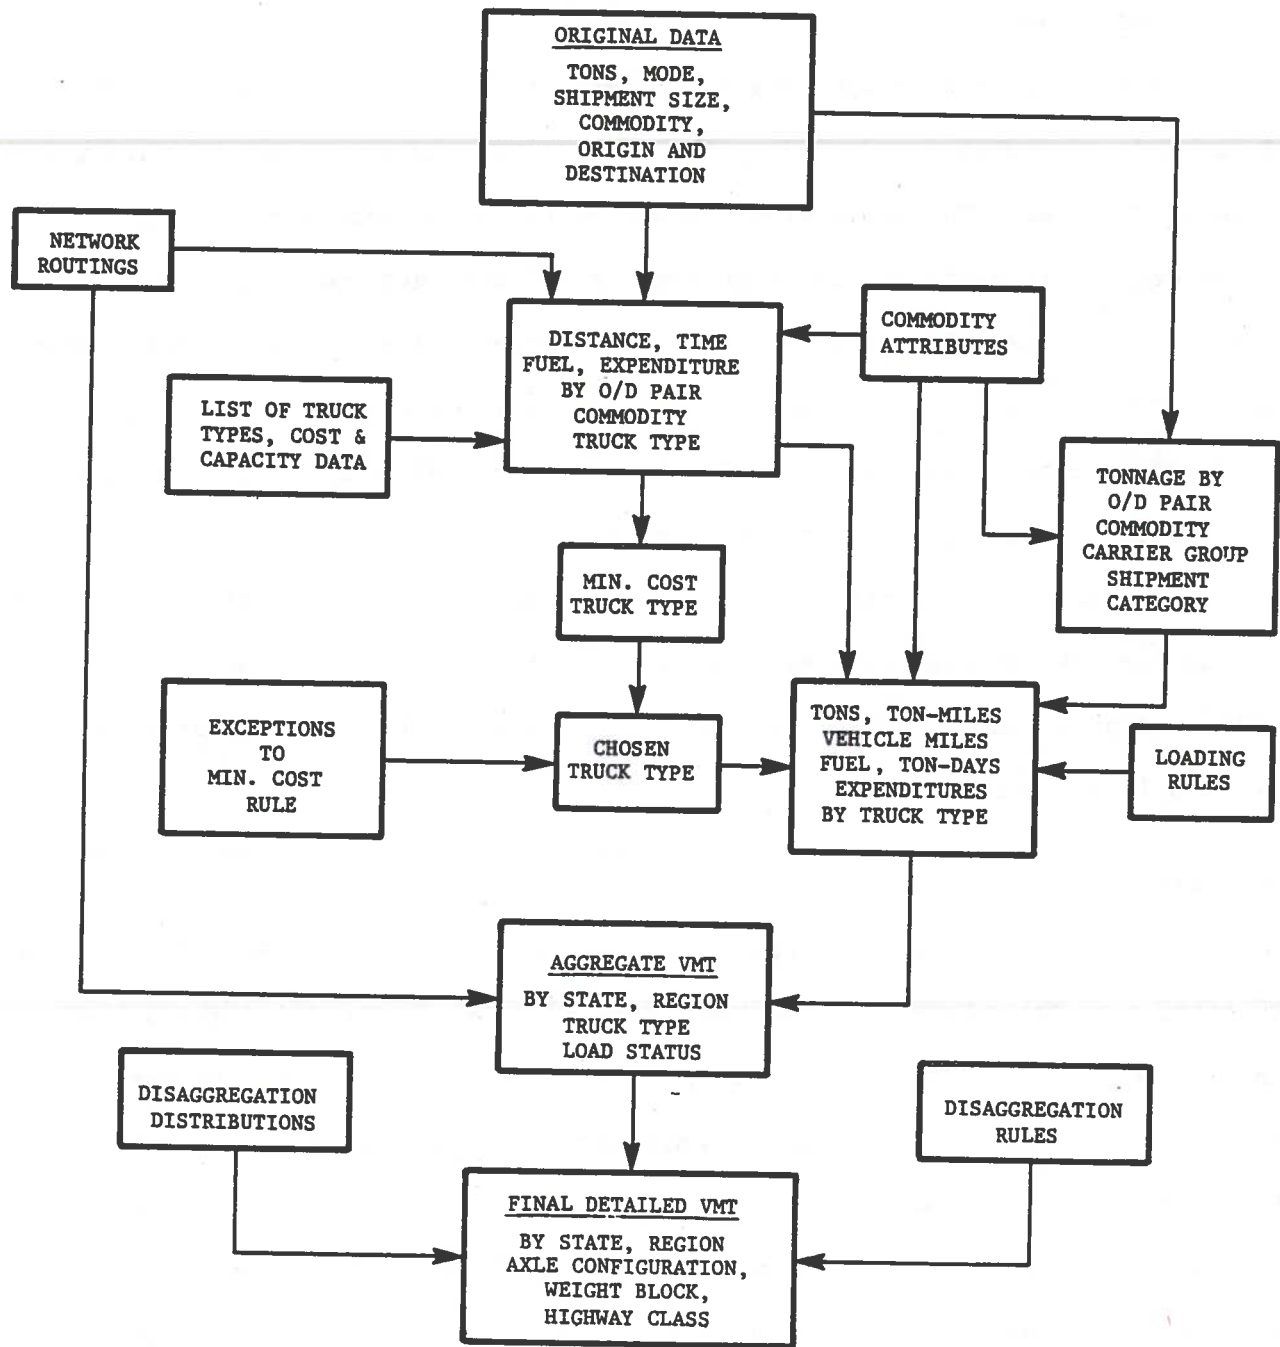 ORIGINAL DATA
TONS, MODE,
SHIPMENT SIZE,
COMMODITY,
ORIGIN AND
DESTINATION
NETWORK
ROUTINGS
COMMODITY
ATTRIBUTES
DISTANCE, TIME
FUEL, EXPENDITURE
BY O/D PAIR
COMMODITY
TRUCK TYPE
LIST OF TRUCK
TYPES, COST &
CAPACITY DATA
TONNAGE BY
O/D PAIR
COMMODITY
CARRIER GROUP
SHIPMENT
CATEGORY
MIN. COST
TRUCK TYPE
EXCEPTIONS
TO
MIN. COST
RULE
CHOSEN
TRUCK TYPE
TONS, TON-MILES
VEHICLE MILES
FUEL, TON-DAYS
EXPENDITURES
BY TRUCK TYPE
LOADING
RULES
AGGREGATE VMT
BY STATE, REGION
TRUCK TYPE
LOAD STATUS
DISAGGREGATION
DISTRIBUTIONS
DISAGGREGATION
RULES
FINAL DETAILED VMT
BY STATE, REGION
AXLE CONFIGURATION,
WEIGHT BLOCK,
HIGHWAY CLASS